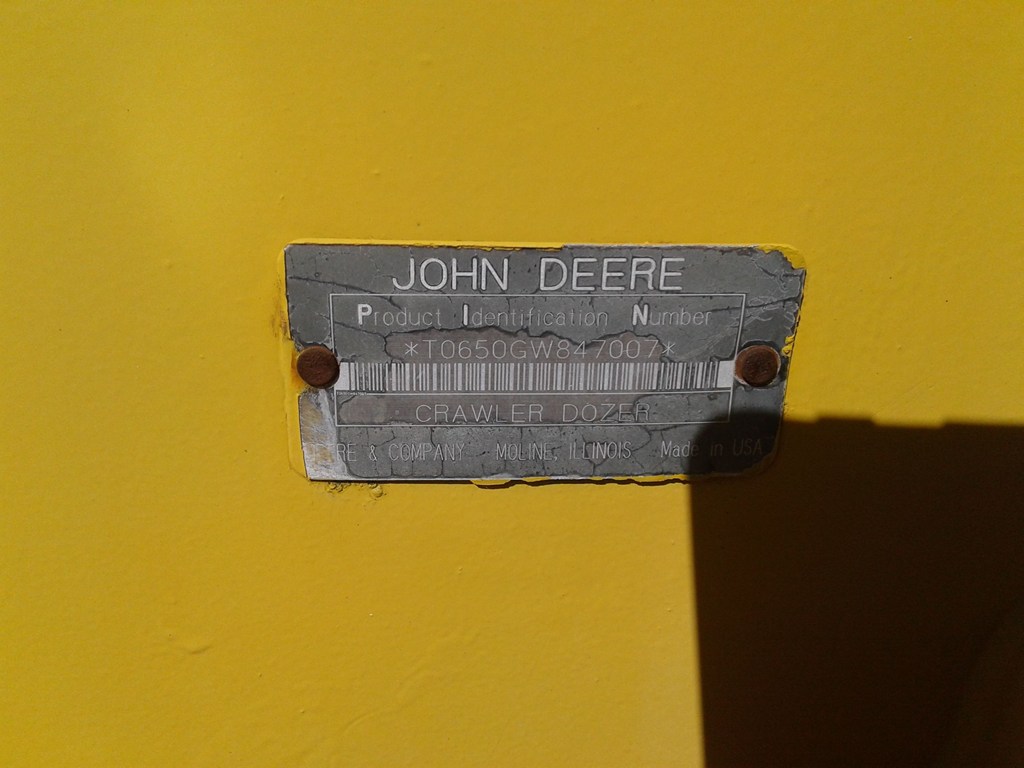 JOHN DEERE
Product Identification Number
*T0650GW847007*
CRAWLER DOZER
RE & COMPANY MOLINE, ILLINOIS Made in USA